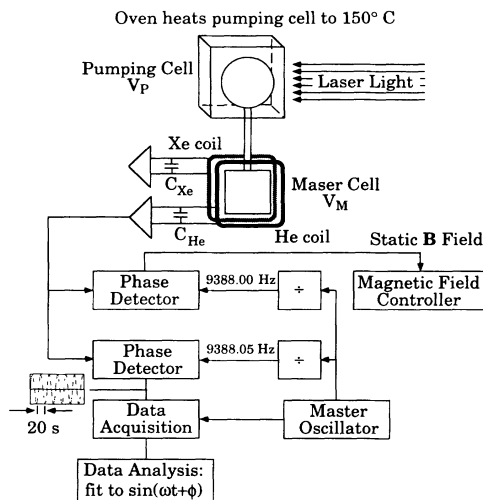 Oven heats pumping cell to 150° C
Pumping Cell
V_P
Laser Light
Xe coil
C_Xe
Maser Cell
V_M
C_He
He coil
Static B Field
Phase
Detector
9388.00 Hz
÷
Magnetic Field
Controller
Phase
Detector
9388.05 Hz
÷
20 s
Data
Acquisition
Master
Oscillator
Data Analysis:
fit to sin(ωt+ϕ)